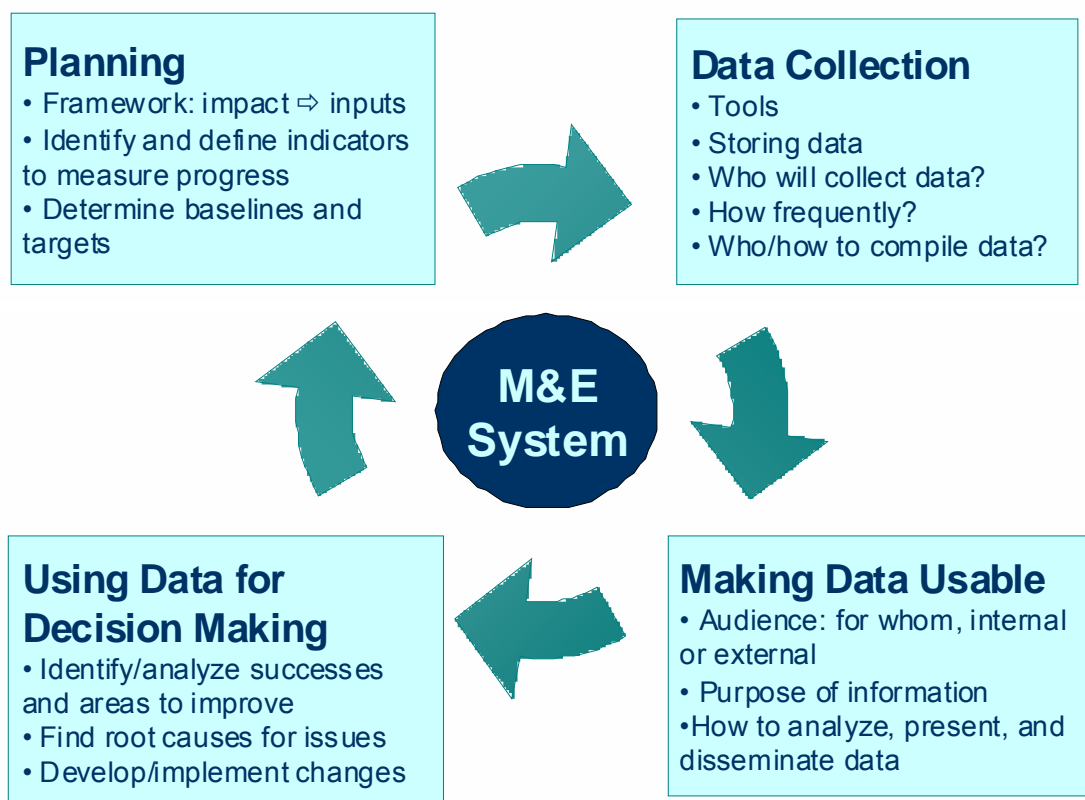 Planning
• Framework: impact ⇨ inputs
• Identify and define indicators
to measure progress
• Determine baselines and
targets
Data Collection
• Tools
• Storing data
• Who will collect data?
• How frequently?
• Who/how to compile data?
M&E
System
Using Data for
Decision Making
• Identify/analyze successes
and areas to improve
• Find root causes for issues
• Develop/implement changes
Making Data Usable
• Audience: for whom, internal
or external
• Purpose of information
•How to analyze, present, and
disseminate data